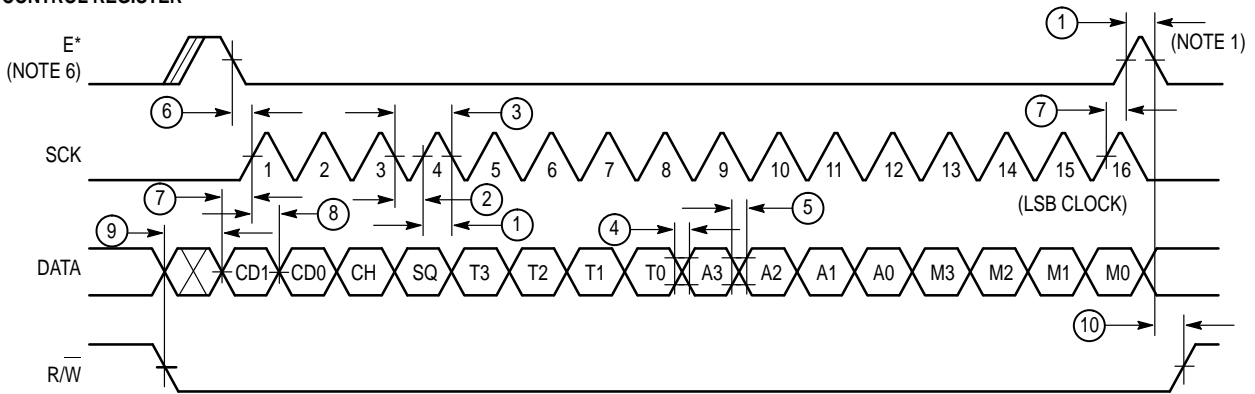 CONTROL REGISTER
E*
(NOTE 6)
1
(NOTE 1)
6
3
7
SCK
1 2 3 4 5 6 7 8 9 10 11 12 13 14 15 16
(LSB CLOCK)
7
8
2
1
4
5
9
DATA
CD1 CD0 CH SQ T3 T2 T1 T0 A3 A2 A1 A0 M3 M2 M1 M0
10
R/W̅